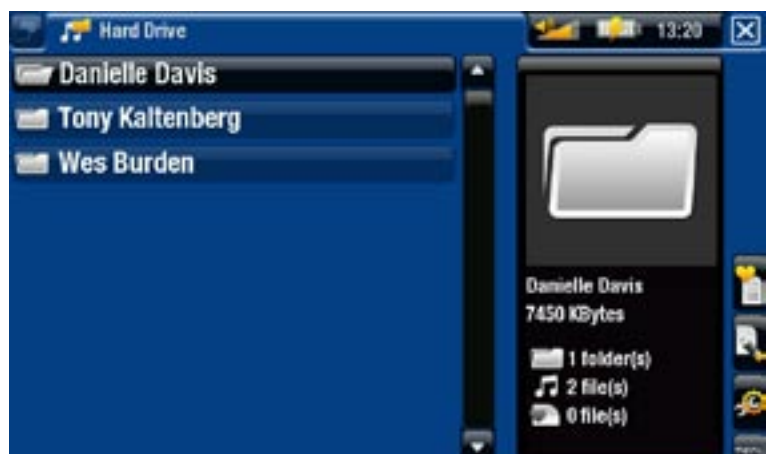 Hard Drive
13:20
Danielle Davis
Tony Kaltenberg
Wes Burden
Danielle Davis
7450 KBytes
1 folder(s)
2 file(s)
0 file(s)